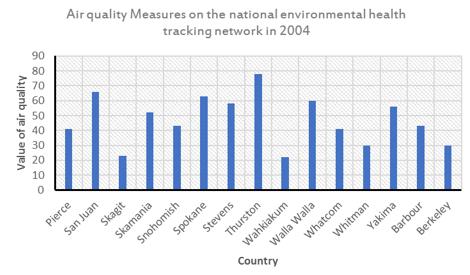 Air quality Measures on the national environmental health
tracking network in 2004
Value of air quality
90
80
70
60
50
40
30
20
10
0
Pierce
San Juan
Skagit
Skamania
Snohomish
Spokane
Stevens
Thurston
Wahkiakum
Walla Walla
Whatcom
Whitman
Yakima
Barbour
Berkeley
Country